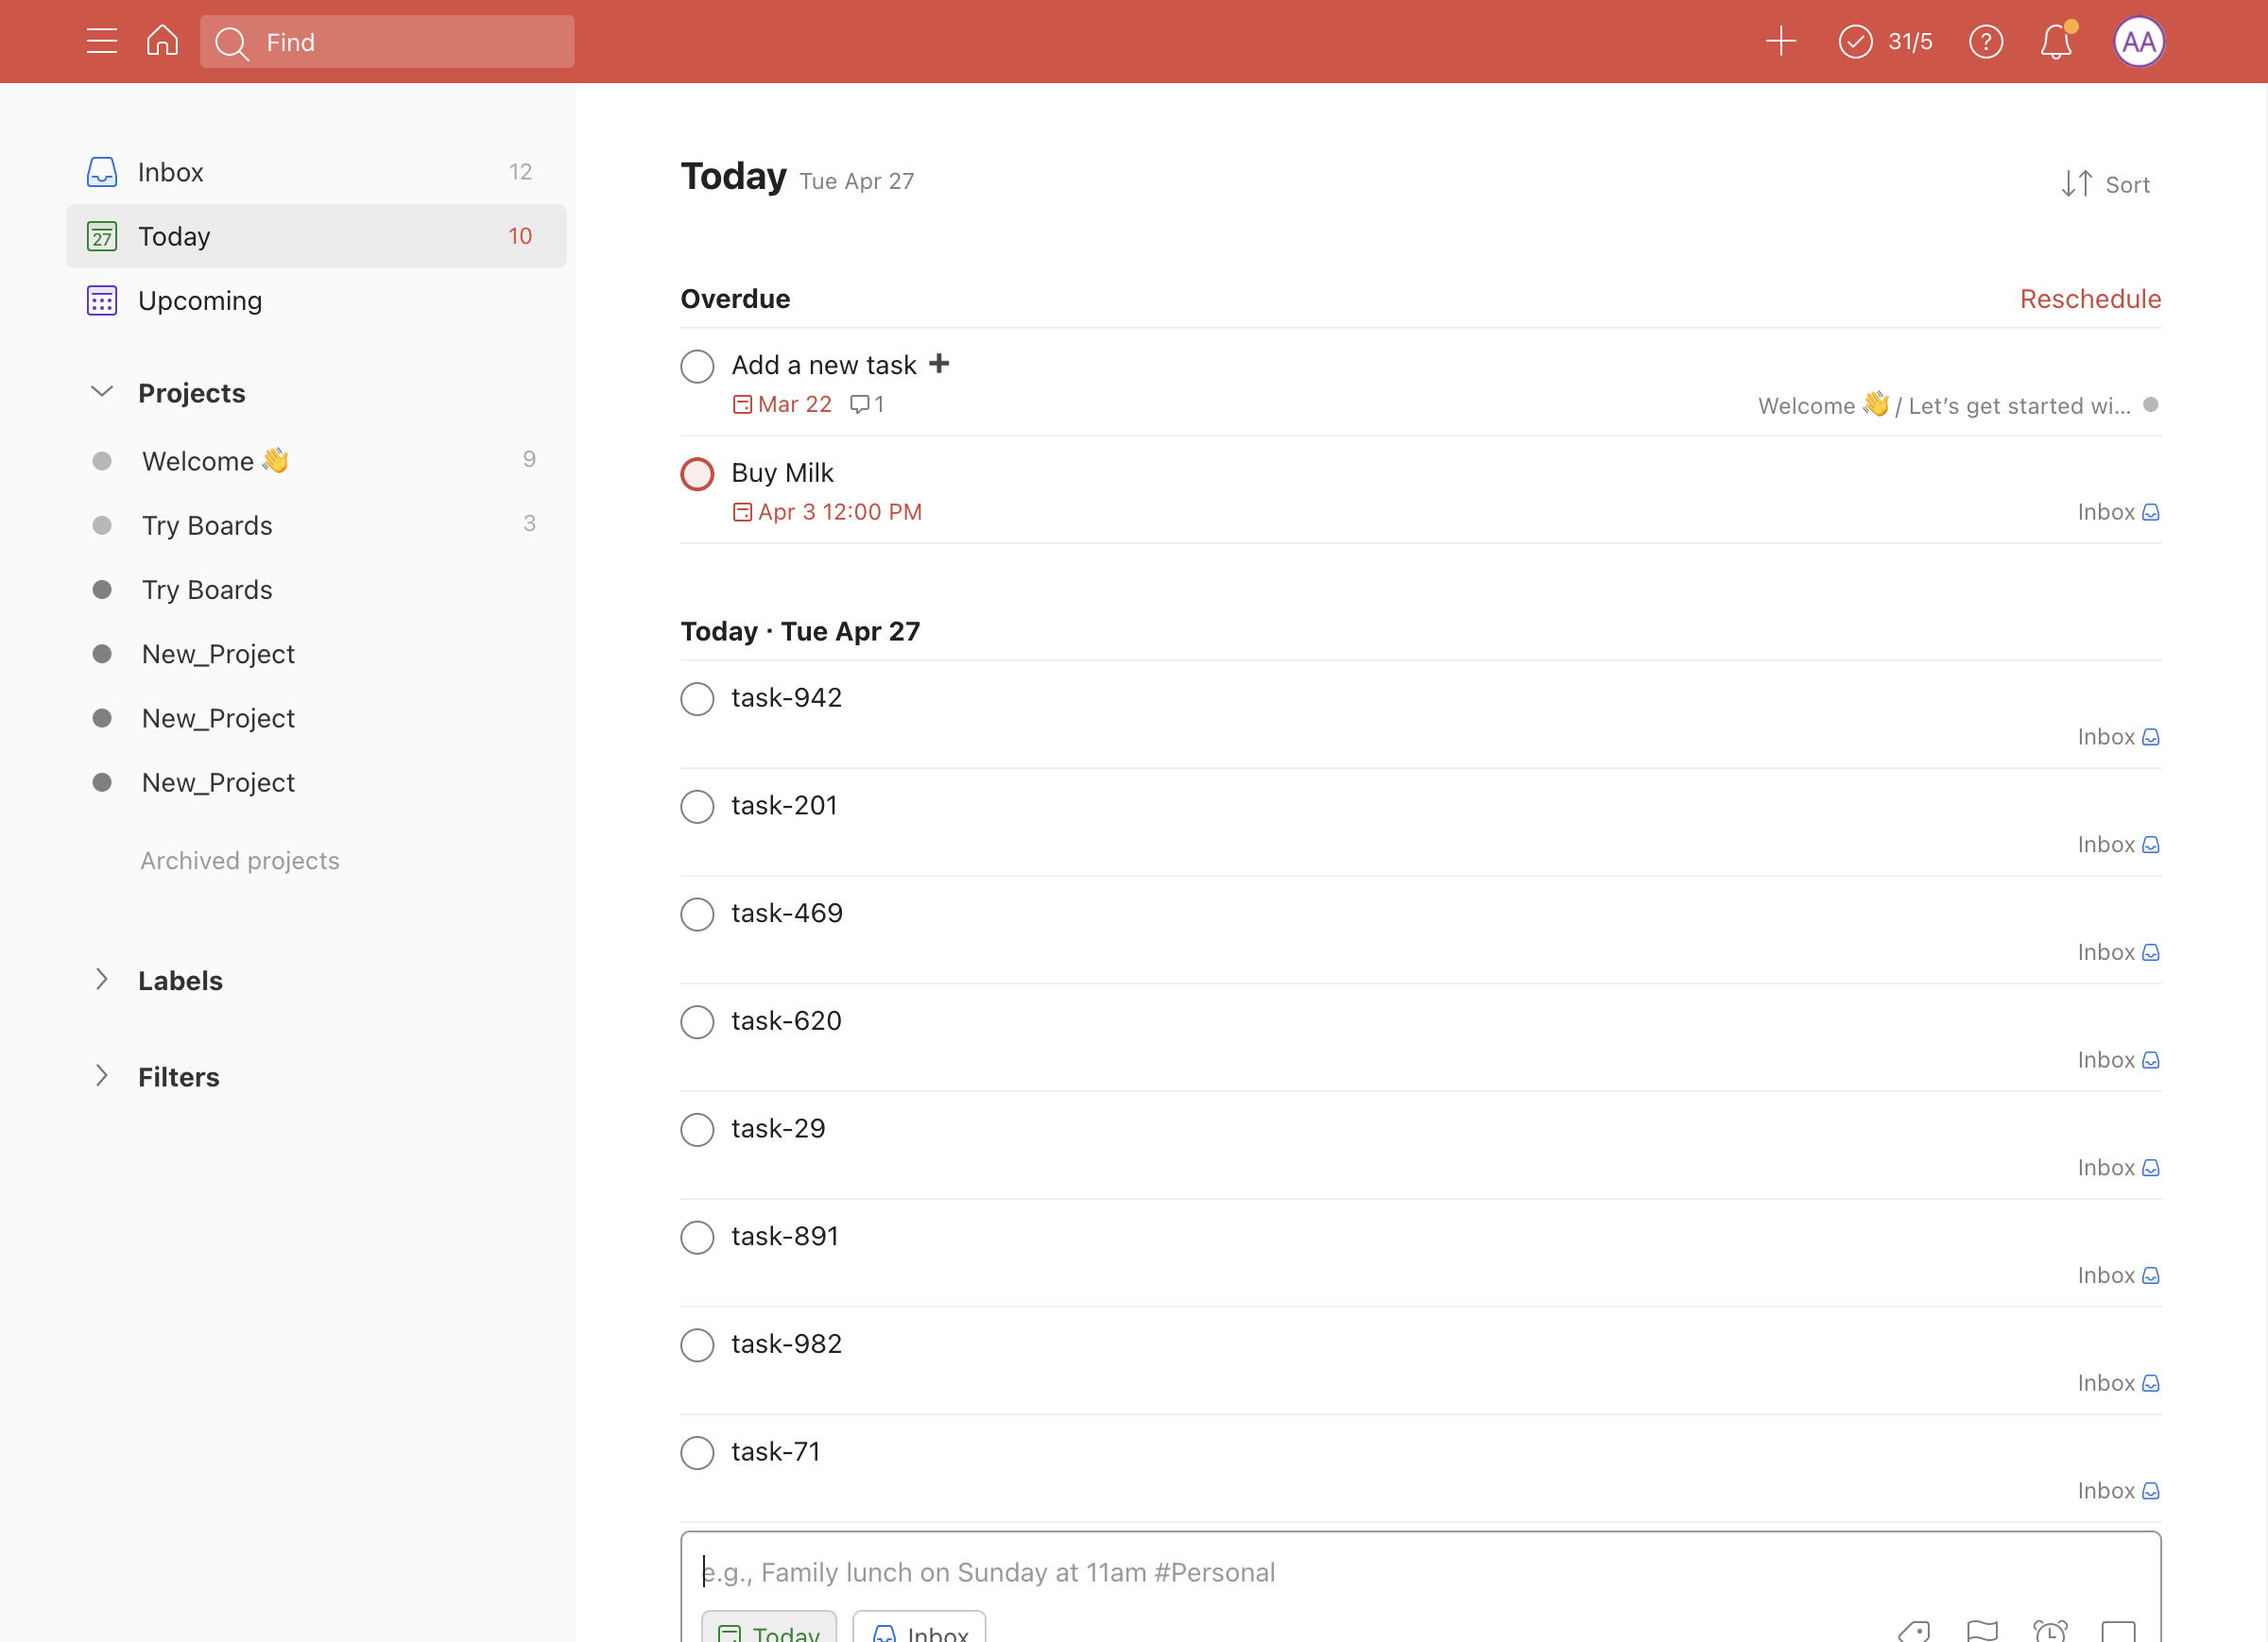 Find
31/5
AA
Inbox 12
27 Today 10
Upcoming
Projects
Welcome 👋 9
Try Boards 3
Try Boards
New_Project
New_Project
New_Project
Archived projects
Labels
Filters
Today Tue Apr 27
Sort
Overdue
Reschedule
Add a new task ➕
Mar 22 1
Welcome 👋 / Let’s get started wi...
Buy Milk
Apr 3 12:00 PM
Inbox
Today · Tue Apr 27
task-942
Inbox
task-201
Inbox
task-469
Inbox
task-620
Inbox
task-29
Inbox
task-891
Inbox
task-982
Inbox
task-71
Inbox
e.g., Family lunch on Sunday at 11am #Personal
Today Inbox